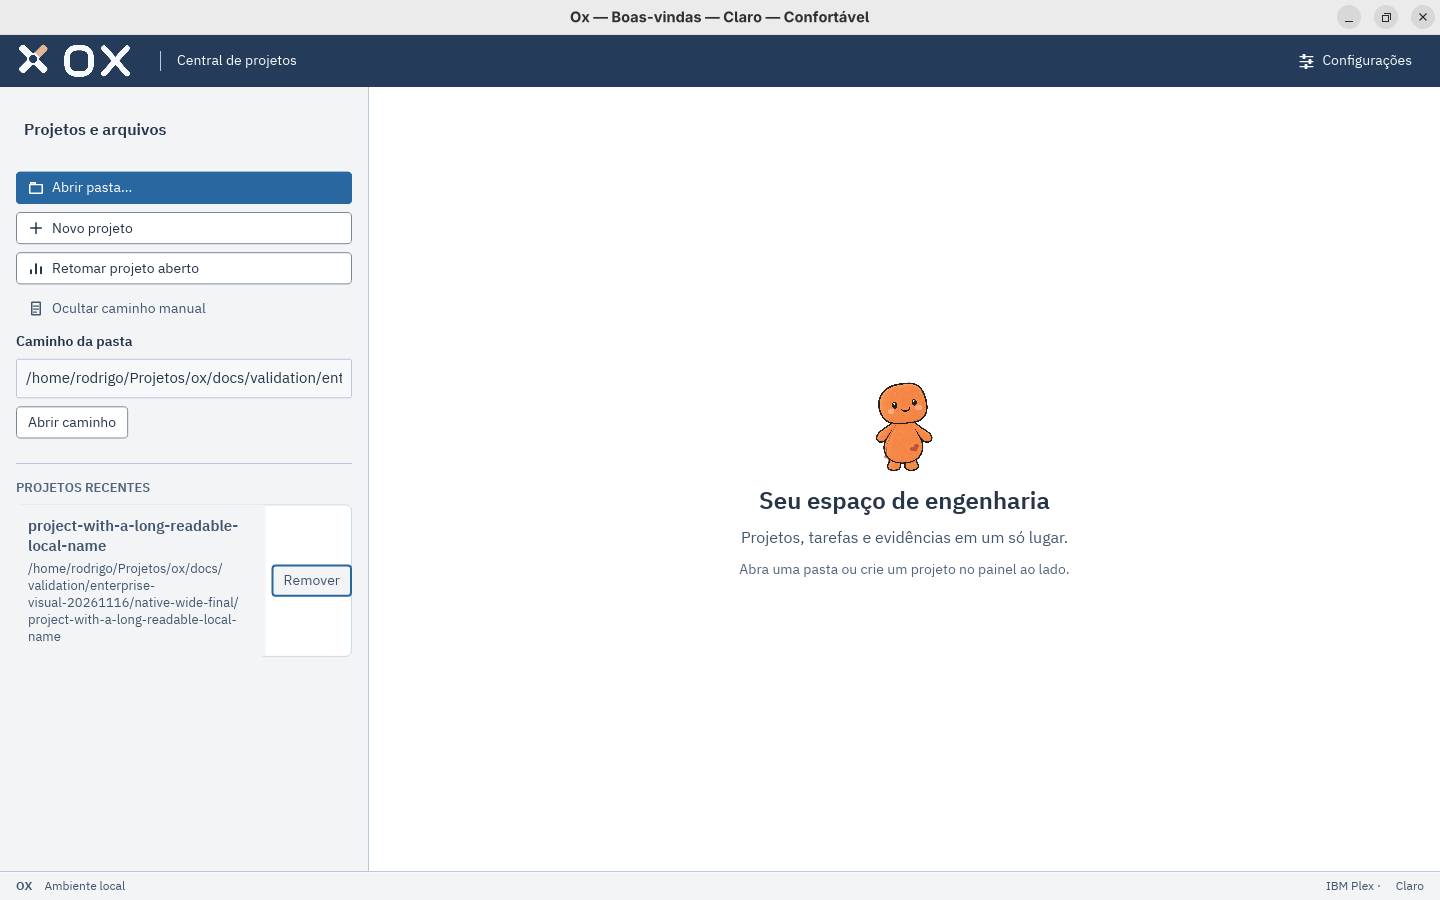 Ox — Boas-vindas — Claro — Confortável
OX
Central de projetos
Configurações
Projetos e arquivos
Abrir pasta...
Novo projeto
Retomar projeto aberto
Ocultar caminho manual
Caminho da pasta
/home/rodrigo/Projetos/ox/docs/validation/ent
Abrir caminho
PROJETOS RECENTES
project-with-a-long-readable-
local-name
/home/rodrigo/Projetos/ox/docs/
validation/enterprise-
visual-20261116/native-wide-final/
project-with-a-long-readable-local-
name
Remover
Seu espaço de engenharia
Projetos, tarefas e evidências em um só lugar.
Abra uma pasta ou crie um projeto no painel ao lado.
OX Ambiente local
IBM Plex · Claro